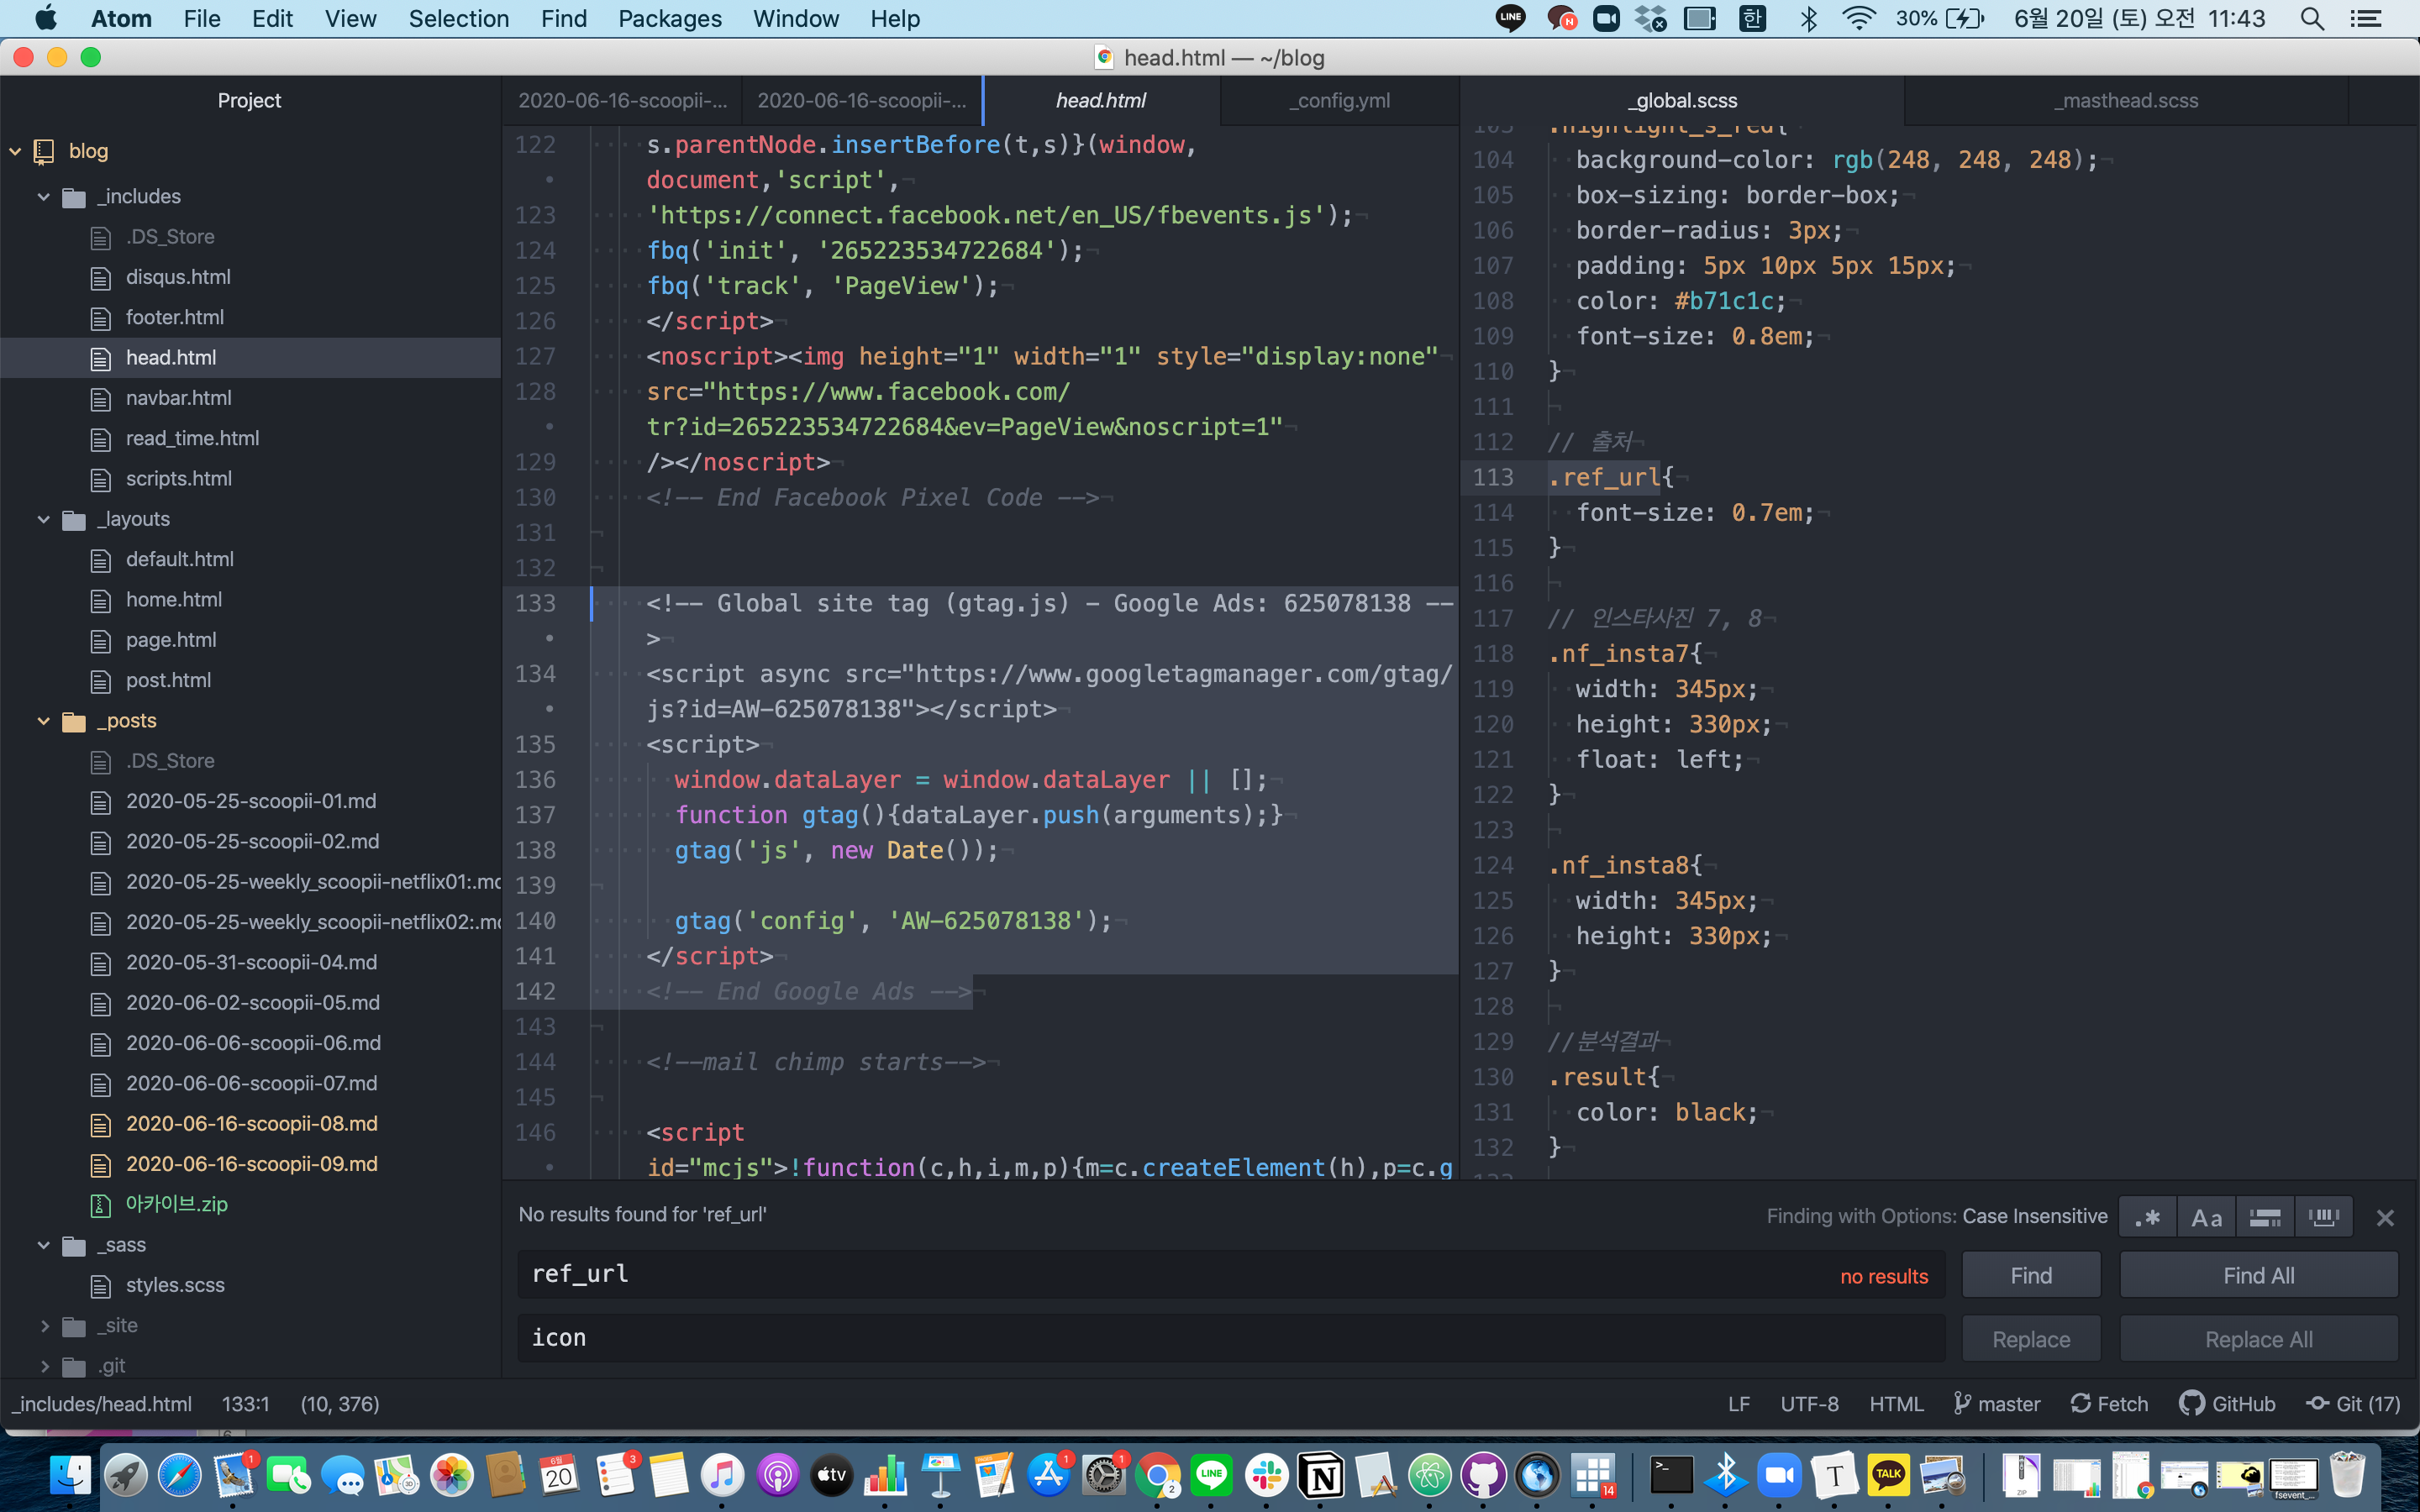 Atom File Edit View Selection Find Packages Window Help
30% 6월 20일 (토) 오전 11:43
head.html — ~/blog
Project
blog
_includes
.DS_Store
disqus.html
footer.html
head.html
navbar.html
read_time.html
scripts.html
_layouts
default.html
home.html
page.html
post.html
_posts
.DS_Store
2020-05-25-scoopii-01.md
2020-05-25-scoopii-02.md
2020-05-25-weekly_scoopii-netflix01:.mc
2020-05-25-weekly_scoopii-netflix02:.mc
2020-05-31-scoopii-04.md
2020-06-02-scoopii-05.md
2020-06-06-scoopii-06.md
2020-06-06-scoopii-07.md
2020-06-16-scoopii-08.md
2020-06-16-scoopii-09.md
아카이브.zip
_sass
styles.scss
_site
.git
2020-06-16-scoopii-... 2020-06-16-scoopii-... head.html _config.yml
122 s.parentNode.insertBefore(t,s)}(window,
document,'script',
123 'https://connect.facebook.net/en_US/fbevents.js');
124 fbq('init', '265223534722684');
125 fbq('track', 'PageView');
126 </script>
127 <noscript><img height="1" width="1" style="display:none"
128 src="https://www.facebook.com/
tr?id=265223534722684&ev=PageView&noscript=1"
129 /></noscript>
130 <!-- End Facebook Pixel Code -->
131
132
133 <!-- Global site tag (gtag.js) - Google Ads: 625078138 --
>
134 <script async src="https://www.googletagmanager.com/gtag/
js?id=AW-625078138"></script>
135 <script>
136 window.dataLayer = window.dataLayer || [];
137 function gtag(){dataLayer.push(arguments);}
138 gtag('js', new Date());
139
140 gtag('config', 'AW-625078138');
141 </script>
142 <!-- End Google Ads -->
143
144 <!--mail chimp starts-->
145
146 <script
id="mcjs">!function(c,h,i,m,p){m=c.createElement(h),p=c.g
_global.scss _masthead.scss
103 .highlight_s_red{
104 background-color: rgb(248, 248, 248);
105 box-sizing: border-box;
106 border-radius: 3px;
107 padding: 5px 10px 5px 15px;
108 color: #b71c1c;
109 font-size: 0.8em;
110 }
111
112 // 출처
113 .ref_url{
114 font-size: 0.7em;
115 }
116
117 // 인스타사진 7, 8
118 .nf_insta7{
119 width: 345px;
120 height: 330px;
121 float: left;
122 }
123
124 .nf_insta8{
125 width: 345px;
126 height: 330px;
127 }
128
129 //분석결과
130 .result{
131 color: black;
132 }
No results found for 'ref_url'
Finding with Options: Case Insensitive .* Aa
ref_url no results Find Find All
icon Replace Replace All
_includes/head.html 133:1 (10, 376)
LF UTF-8 HTML master Fetch GitHub Git (17)